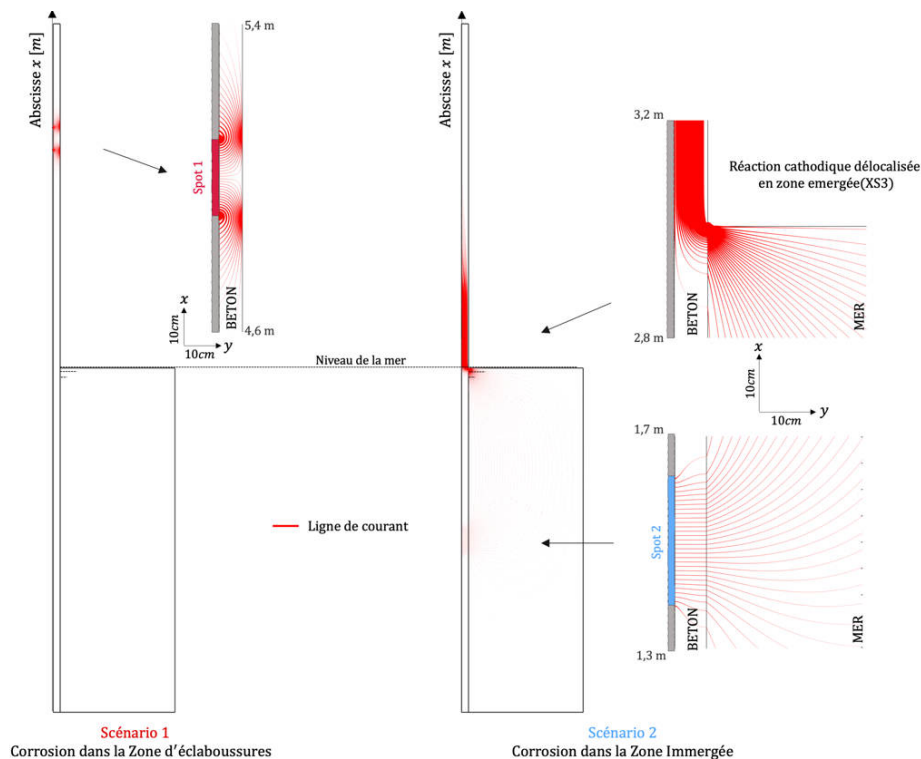 Abscisse x [m]
5,4 m
Spot 1
BETON
4,6 m
x
10cm
y
10cm
Abscisse x [m]
3,2 m
Réaction cathodique délocalisée
en zone emergée(XS3)
BETON
MER
2,8 m
x
10cm
y
10cm
Niveau de la mer
1,7 m
Spot 2
BETON
MER
1,3 m
Ligne de courant
Scénario 1
Corrosion dans la Zone d'éclaboussures
Scénario 2
Corrosion dans la Zone Immergée